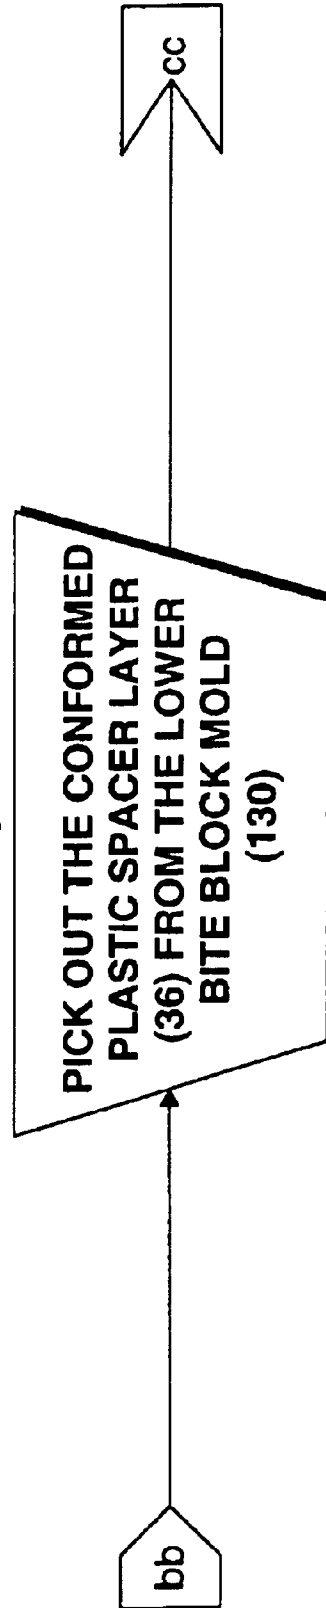 bb
PICK OUT THE CONFORMED
PLASTIC SPACER LAYER
(36) FROM THE LOWER
BITE BLOCK MOLD
(130)
cc